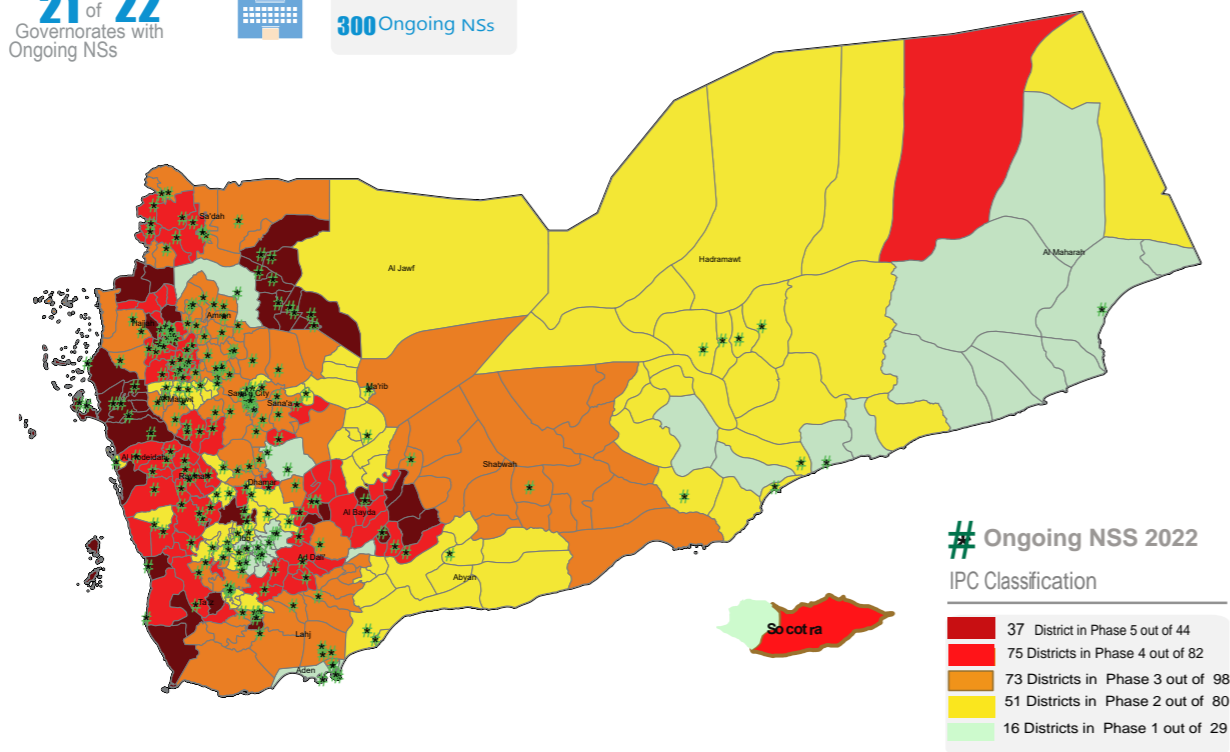 21 of 22
Governorates with
Ongoing NSs
300 Ongoing NSs
Sa'dah
Al Jawf
Hadramawt
Al Maharah
Hajjah
Amran
Ma'rib
Sana'a City
Sana'a
Al Hodeidah
Raymah
Dhamar
Shabwah
Al Bayda
Ibb
Ad Dali'
Abyan
Ta'iz
Lahj
Aden
Socotra
# Ongoing NSS 2022
IPC Classification
37 District in Phase 5 out of 44
75 Districts in Phase 4 out of 82
73 Districts in Phase 3 out of 98
51 Districts in Phase 2 out of 80
16 Districts in Phase 1 out of 29